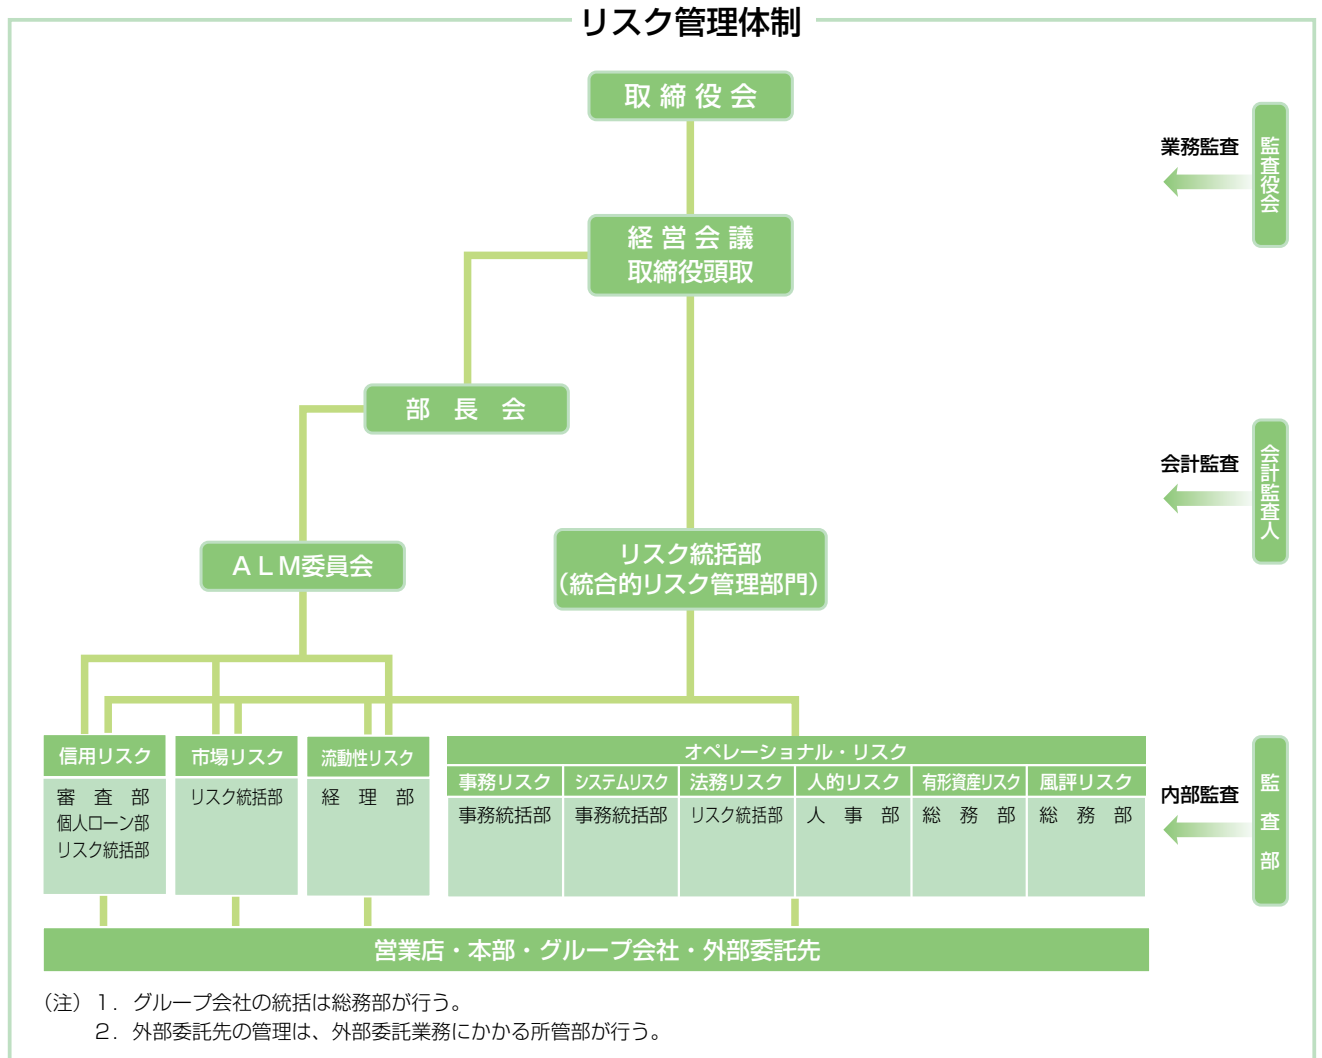 リスク管理体制
取締役会
業務監査
監査役会
経営会議
取締役頭取
部長会
会計監査
会計監査人
ALM委員会
リスク統括部
(統合的リスク管理部門)
信用リスク
審査部
個人ローン部
リスク統括部
市場リスク
リスク統括部
流動性リスク
経理部
オペレーショナル・リスク
事務リスク
事務統括部
システムリスク
事務統括部
法務リスク
リスク統括部
人的リスク
人事部
有形資産リスク
総務部
風評リスク
総務部
内部監査
監査部
営業店・本部・グループ会社・外部委託先
(注)1. グループ会社の統括は総務部が行う。
2. 外部委託先の管理は、外部委託業務にかかる所管部が行う。